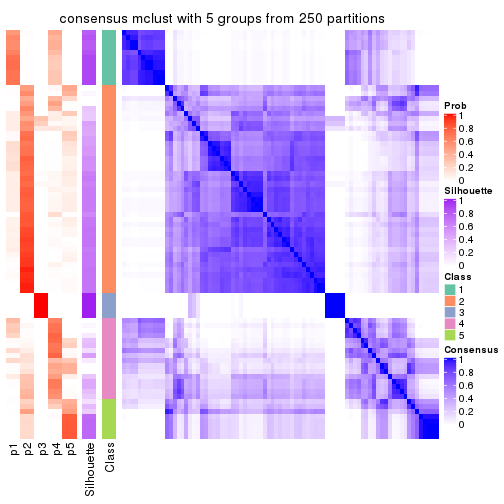 consensus mclust with 5 groups from 250 partitions
Prob
1
0.8
0.6
0.4
0.2
0
Silhouette
1
0.8
0.6
0.4
0.2
0
Class
1
2
3
4
5
Consensus
1
0.8
0.6
0.4
0.2
0
p1
p2
p3
p4
p5
Silhouette
Class